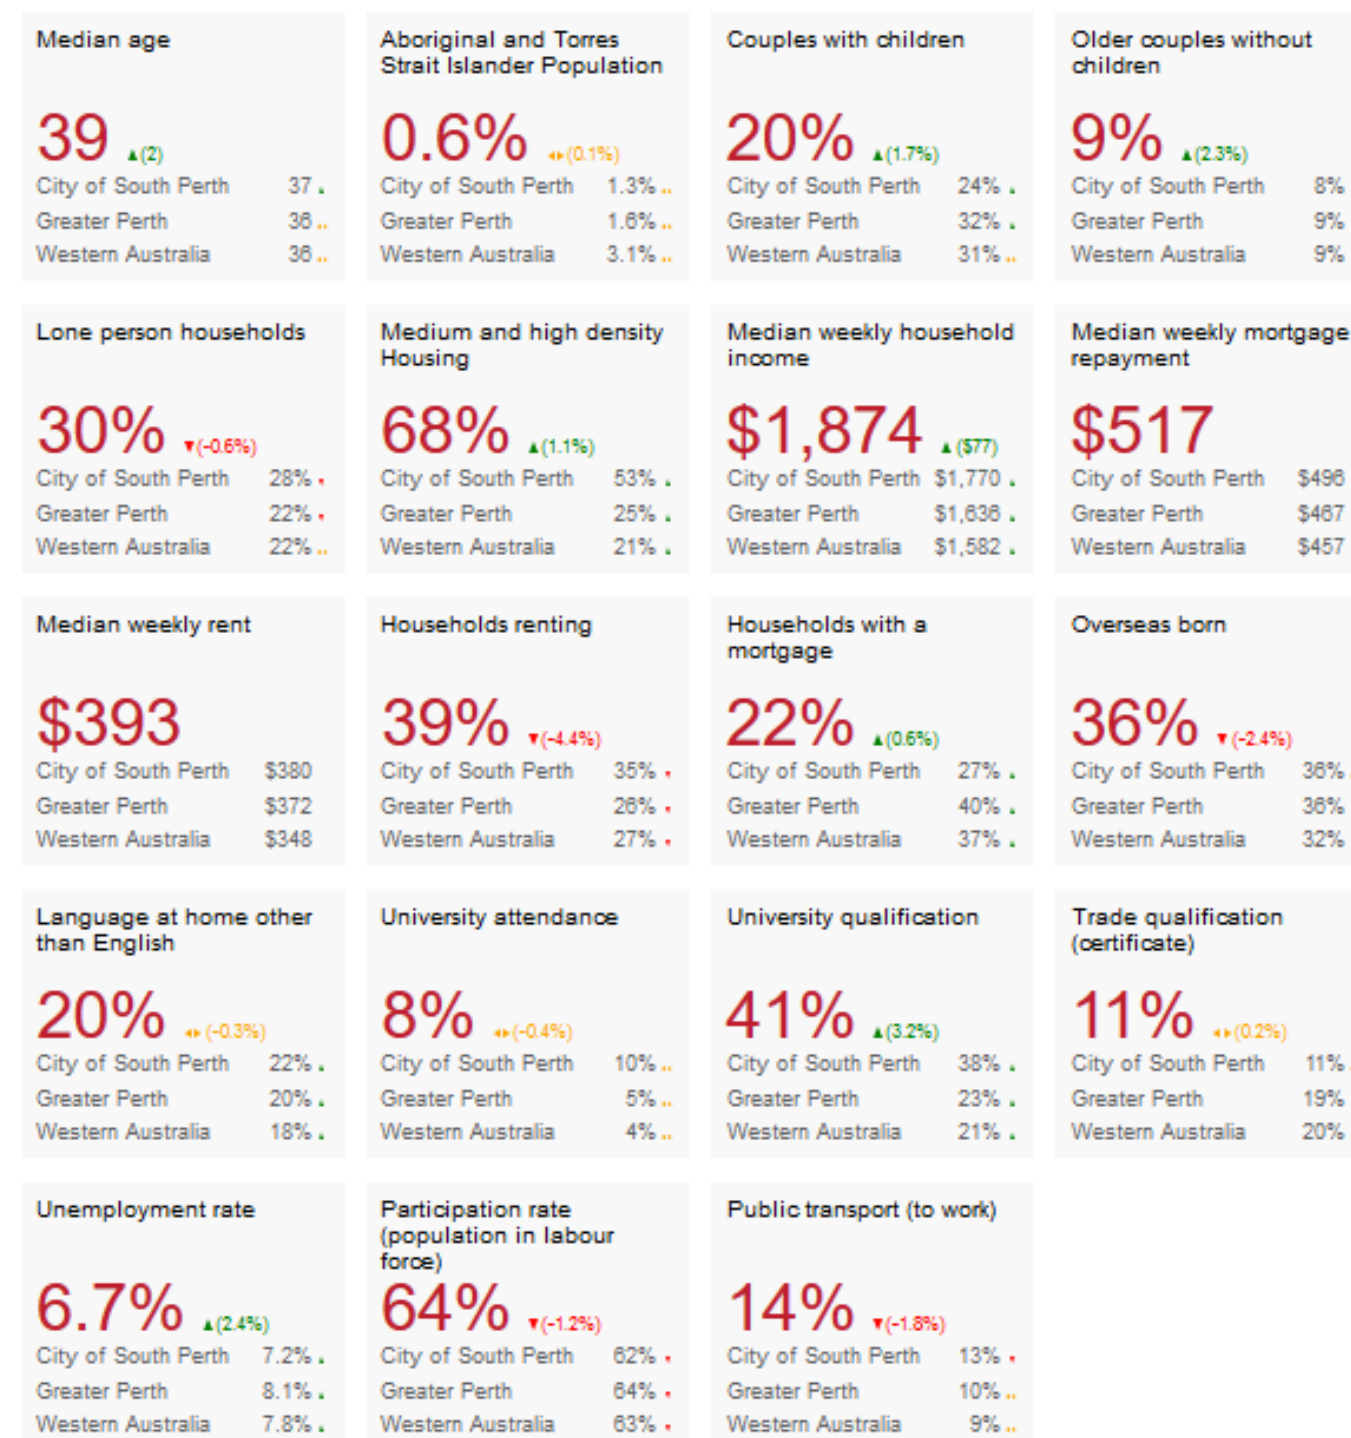 Median age
39 ▲(2)
City of South Perth 37
Greater Perth 36
Western Australia 36
Aboriginal and Torres
Strait Islander Population
0.6% ◂▸(0.1%)
City of South Perth 1.3%
Greater Perth 1.6%
Western Australia 3.1%
Couples with children
20% ▲(1.7%)
City of South Perth 24%
Greater Perth 32%
Western Australia 31%
Older couples without
children
9% ▲(2.3%)
City of South Perth 8%
Greater Perth 9%
Western Australia 9%
Lone person households
30% ▼(-0.6%)
City of South Perth 28%
Greater Perth 22%
Western Australia 22%
Medium and high density
Housing
68% ▲(1.1%)
City of South Perth 53%
Greater Perth 25%
Western Australia 21%
Median weekly household
income
$1,874 ▲($77)
City of South Perth $1,770
Greater Perth $1,636
Western Australia $1,582
Median weekly mortgage
repayment
$517
City of South Perth $496
Greater Perth $467
Western Australia $457
Median weekly rent
$393
City of South Perth $380
Greater Perth $372
Western Australia $348
Households renting
39% ▼(-4.4%)
City of South Perth 35%
Greater Perth 26%
Western Australia 27%
Households with a
mortgage
22% ▲(0.6%)
City of South Perth 27%
Greater Perth 40%
Western Australia 37%
Overseas born
36% ▼(-2.4%)
City of South Perth 36%
Greater Perth 36%
Western Australia 32%
Language at home other
than English
20% ◂▸(-0.3%)
City of South Perth 22%
Greater Perth 20%
Western Australia 18%
University attendance
8% ◂▸(-0.4%)
City of South Perth 10%
Greater Perth 5%
Western Australia 4%
University qualification
41% ▲(3.2%)
City of South Perth 38%
Greater Perth 23%
Western Australia 21%
Trade qualification
(certificate)
11% ◂▸(0.2%)
City of South Perth 11%
Greater Perth 19%
Western Australia 20%
Unemployment rate
6.7% ▲(2.4%)
City of South Perth 7.2%
Greater Perth 8.1%
Western Australia 7.8%
Participation rate
(population in labour
force)
64% ▼(-1.2%)
City of South Perth 62%
Greater Perth 64%
Western Australia 63%
Public transport (to work)
14% ▼(-1.8%)
City of South Perth 13%
Greater Perth 10%
Western Australia 9%